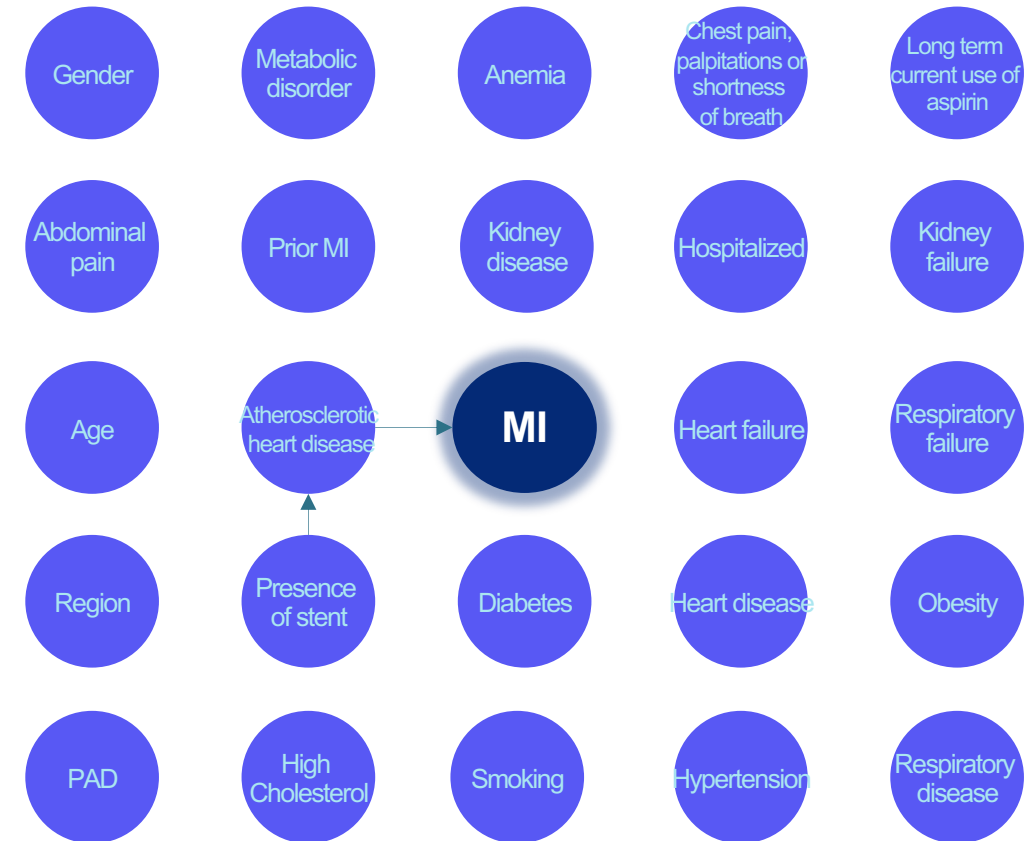 Gender
Metabolic
disorder
Anemia
Chest pain,
palpitations or
shortness
of breath
Long term
current use of
aspirin
Abdominal
pain
Prior MI
Kidney
disease
Hospitalized
Kidney
failure
Age
Atherosclerotic
heart disease
MI
Heart failure
Respiratory
failure
Region
Presence
of stent
Diabetes
Heart disease
Obesity
PAD
High
Cholesterol
Smoking
Hypertension
Respiratory
disease